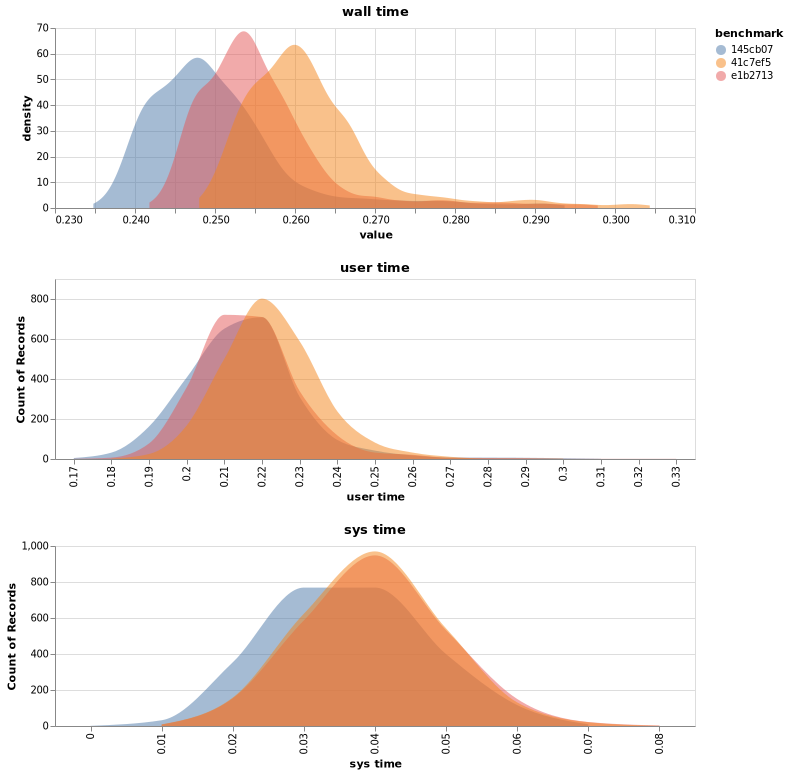 wall time
benchmark
145cb07
41c7ef5
e1b2713
70
60
50
40
30
20
10
0
density
0.230 0.240 0.250 0.260 0.270 0.280 0.290 0.300 0.310
value
user time
800
600
400
200
0
Count of Records
0.17 0.18 0.19 0.2 0.21 0.22 0.23 0.24 0.25 0.26 0.27 0.28 0.29 0.3 0.31 0.32 0.33
user time
sys time
1,000
800
600
400
200
0
Count of Records
0 0.01 0.02 0.03 0.04 0.05 0.06 0.07 0.08
sys time